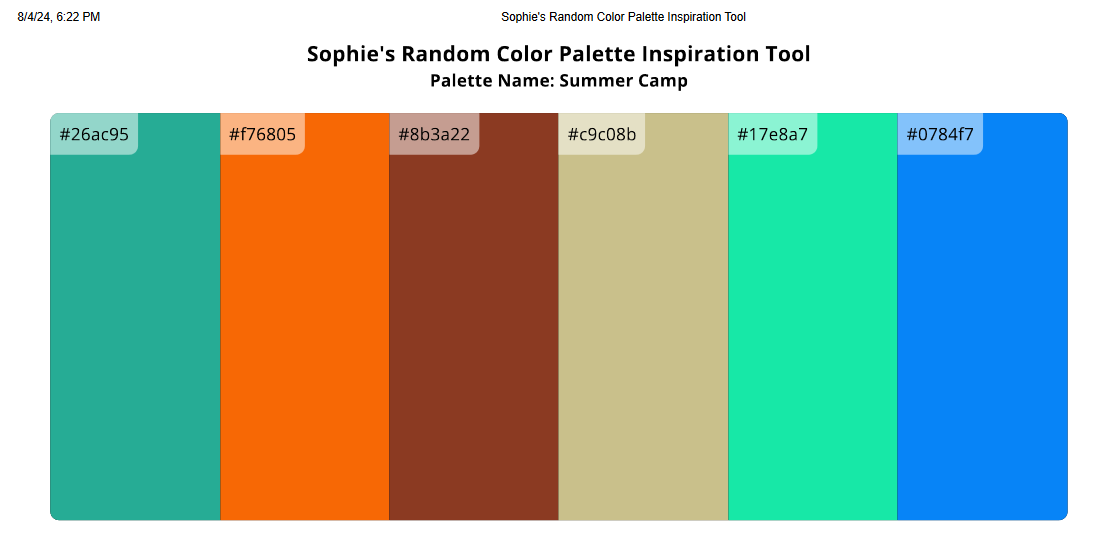 8/4/24, 6:22 PM Sophie's Random Color Palette Inspiration Tool
Sophie's Random Color Palette Inspiration Tool
Palette Name: Summer Camp
#26ac95 #f76805 #8b3a22 #c9c08b #17e8a7 #0784f7